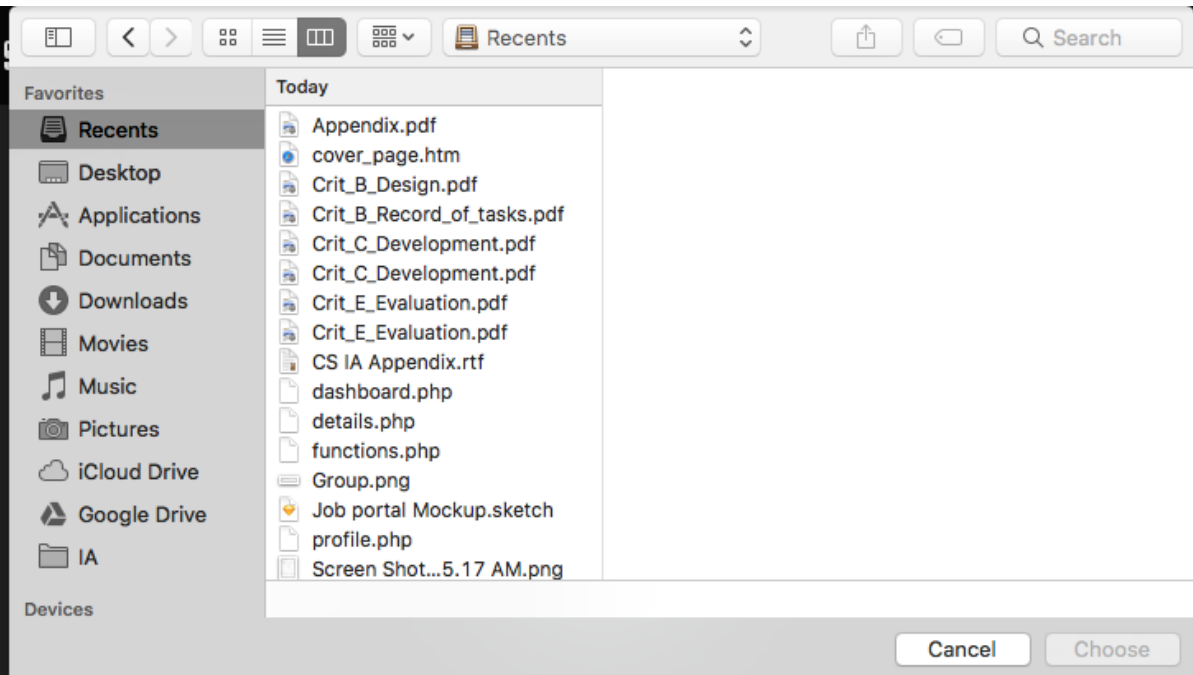 Recents
Search
Favorites
Recents
Desktop
Applications
Documents
Downloads
Movies
Music
Pictures
iCloud Drive
Google Drive
IA
Devices
Today
Appendix.pdf
cover_page.htm
Crit_B_Design.pdf
Crit_B_Record_of_tasks.pdf
Crit_C_Development.pdf
Crit_C_Development.pdf
Crit_E_Evaluation.pdf
Crit_E_Evaluation.pdf
CS IA Appendix.rtf
dashboard.php
details.php
functions.php
Group.png
Job portal Mockup.sketch
profile.php
Screen Shot...5.17 AM.png
Cancel
Choose